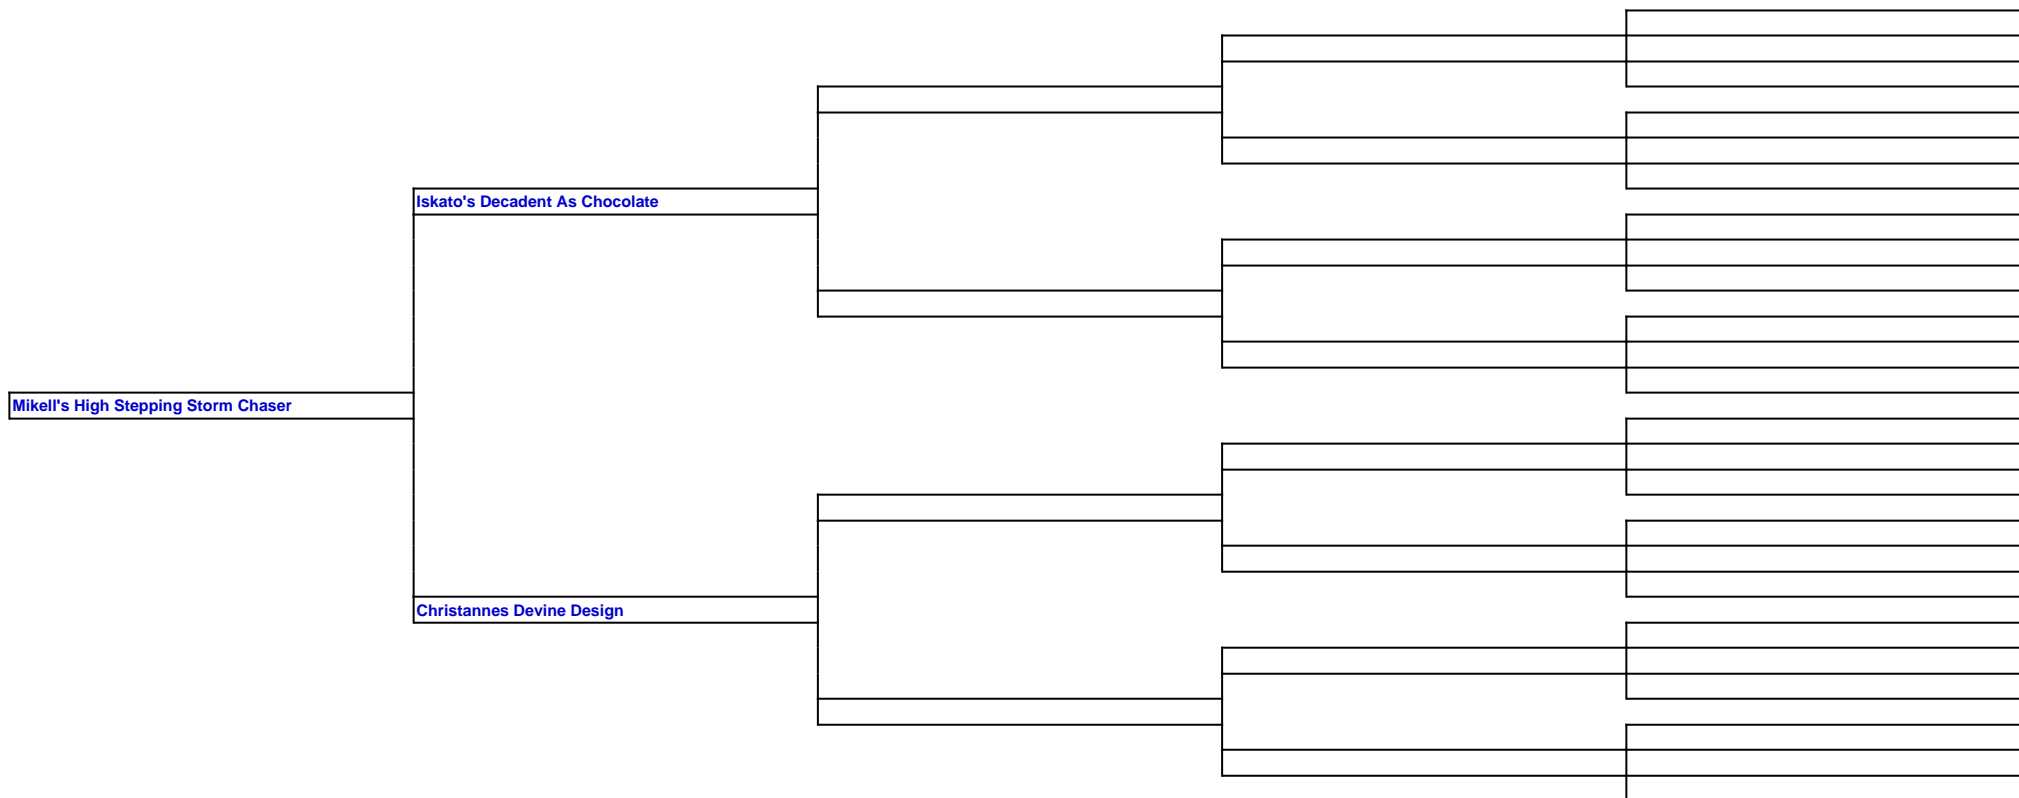 Iskato's Decadent As Chocolate
Mikell's High Stepping Storm Chaser
Christannes Devine Design